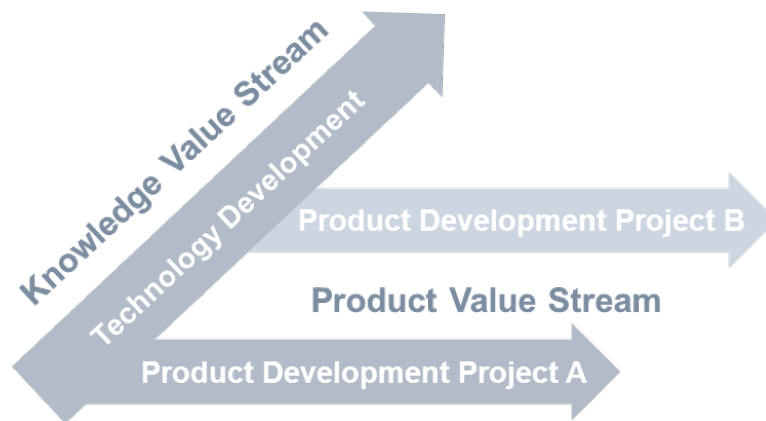 Knowledge Value Stream
Technology Development
Product Development Project B
Product Value Stream
Product Development Project A